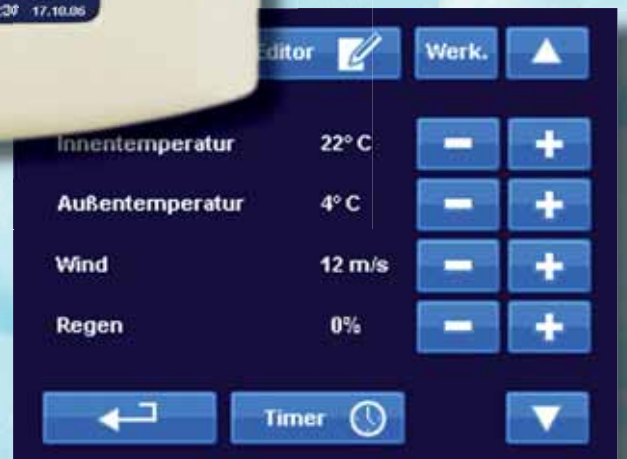 17.10.06
Editor Werk.
Innentemperatur 22° C
Außentemperatur 4° C
Wind 12 m/s
Regen 0%
Timer